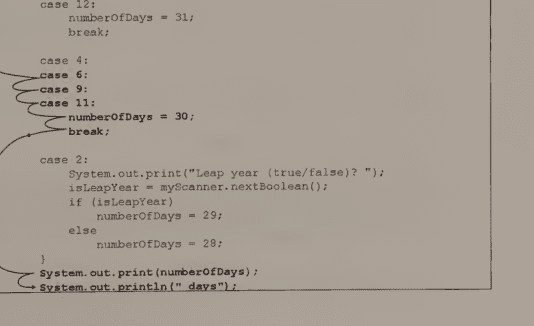 case 12:
numberOfDays = 31;
break;
case 4:
case 6:
case 9:
case 11:
numberOfDays = 30;
break;
case 2:
System.out.print("Leap year (true/false)? ");
isLeapYear = myScanner.nextBoolean();
if (isLeapYear)
numberOfDays = 29;
else
numberOfDays = 28;
}
System.out.print(numberOfDays);
System.out.println(" days");